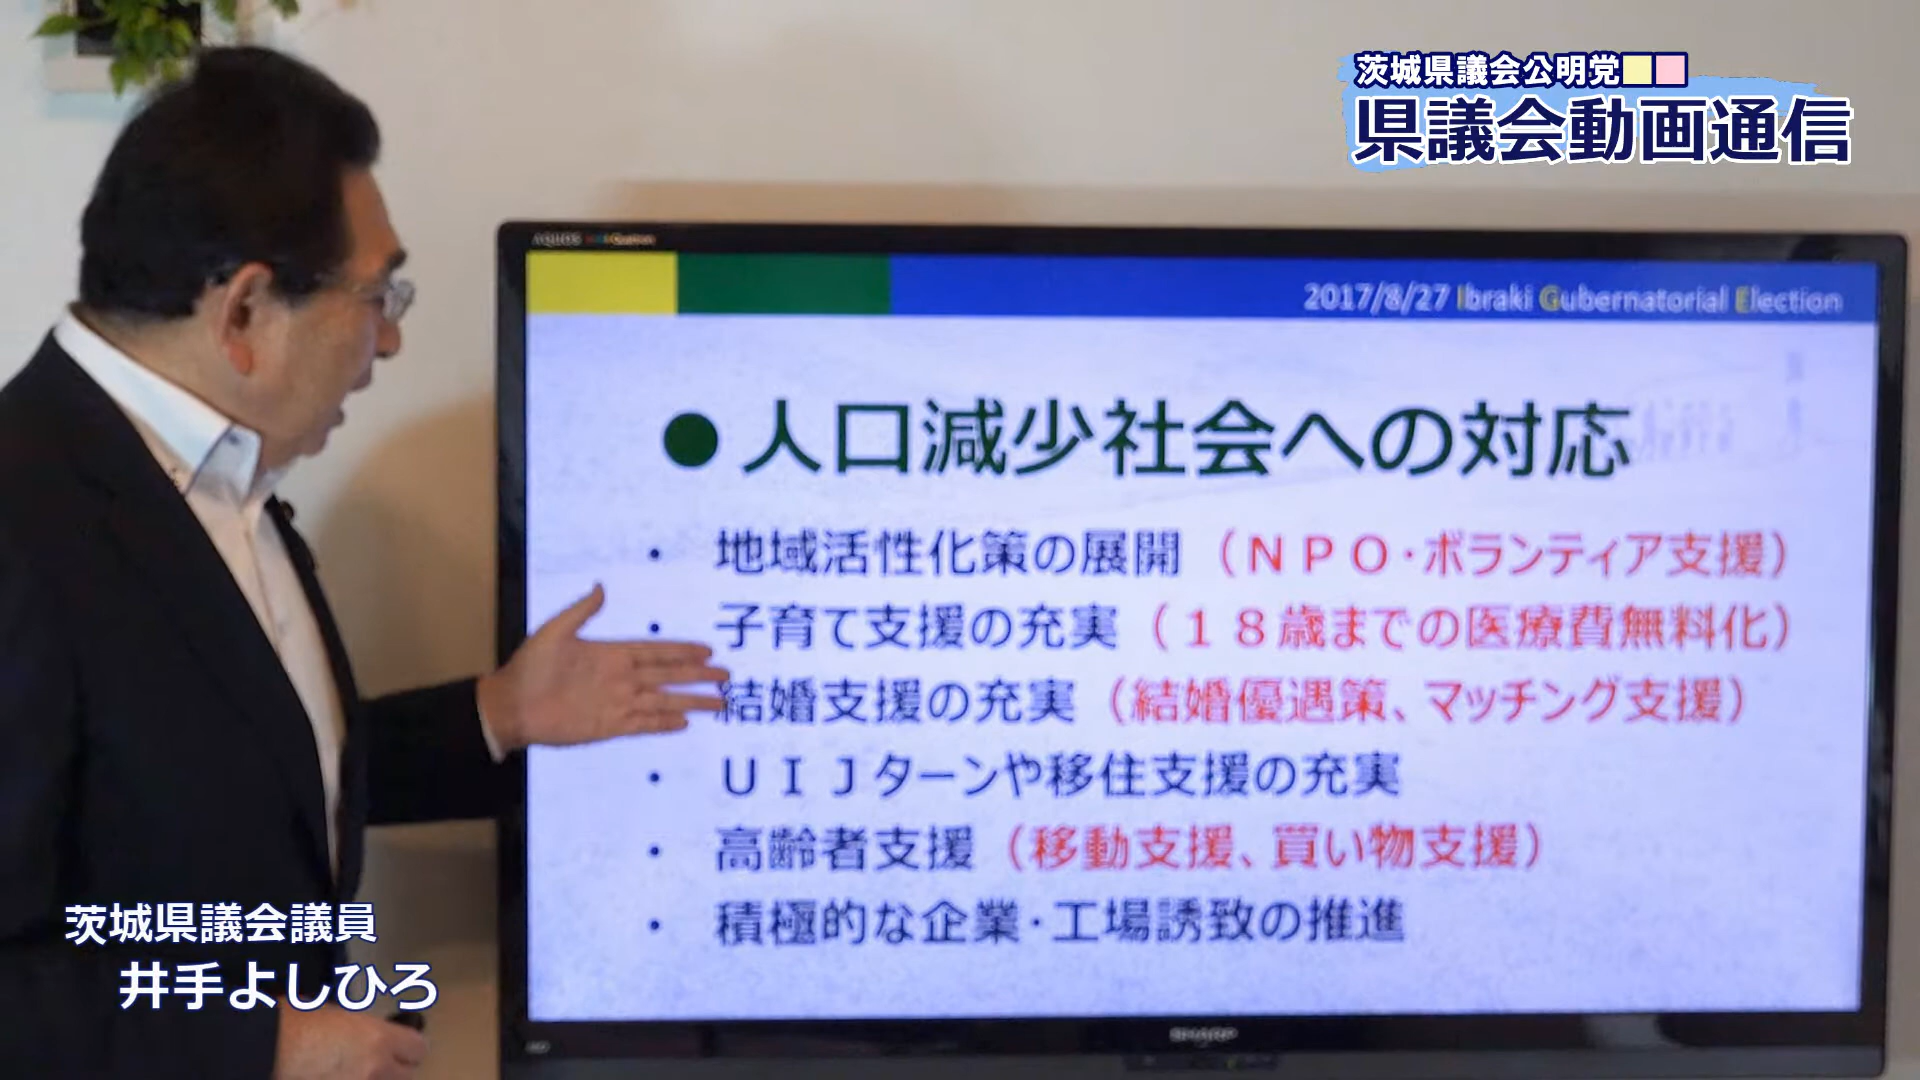 茨城県議会公明党
県議会動画通信
AQUOS
2017/8/27 Ibraki Gubernatorial Election
●人口減少社会への対応
・ 地域活性化策の展開（ＮＰＯ・ボランティア支援）
・ 子育て支援の充実（１８歳までの医療費無料化）
結婚支援の充実（結婚優遇策、マッチング支援）
・ ＵＩＪターンや移住支援の充実
・ 高齢者支援（移動支援、買い物支援）
・ 積極的な企業・工場誘致の推進
SHARP
茨城県議会議員
井手よしひろ